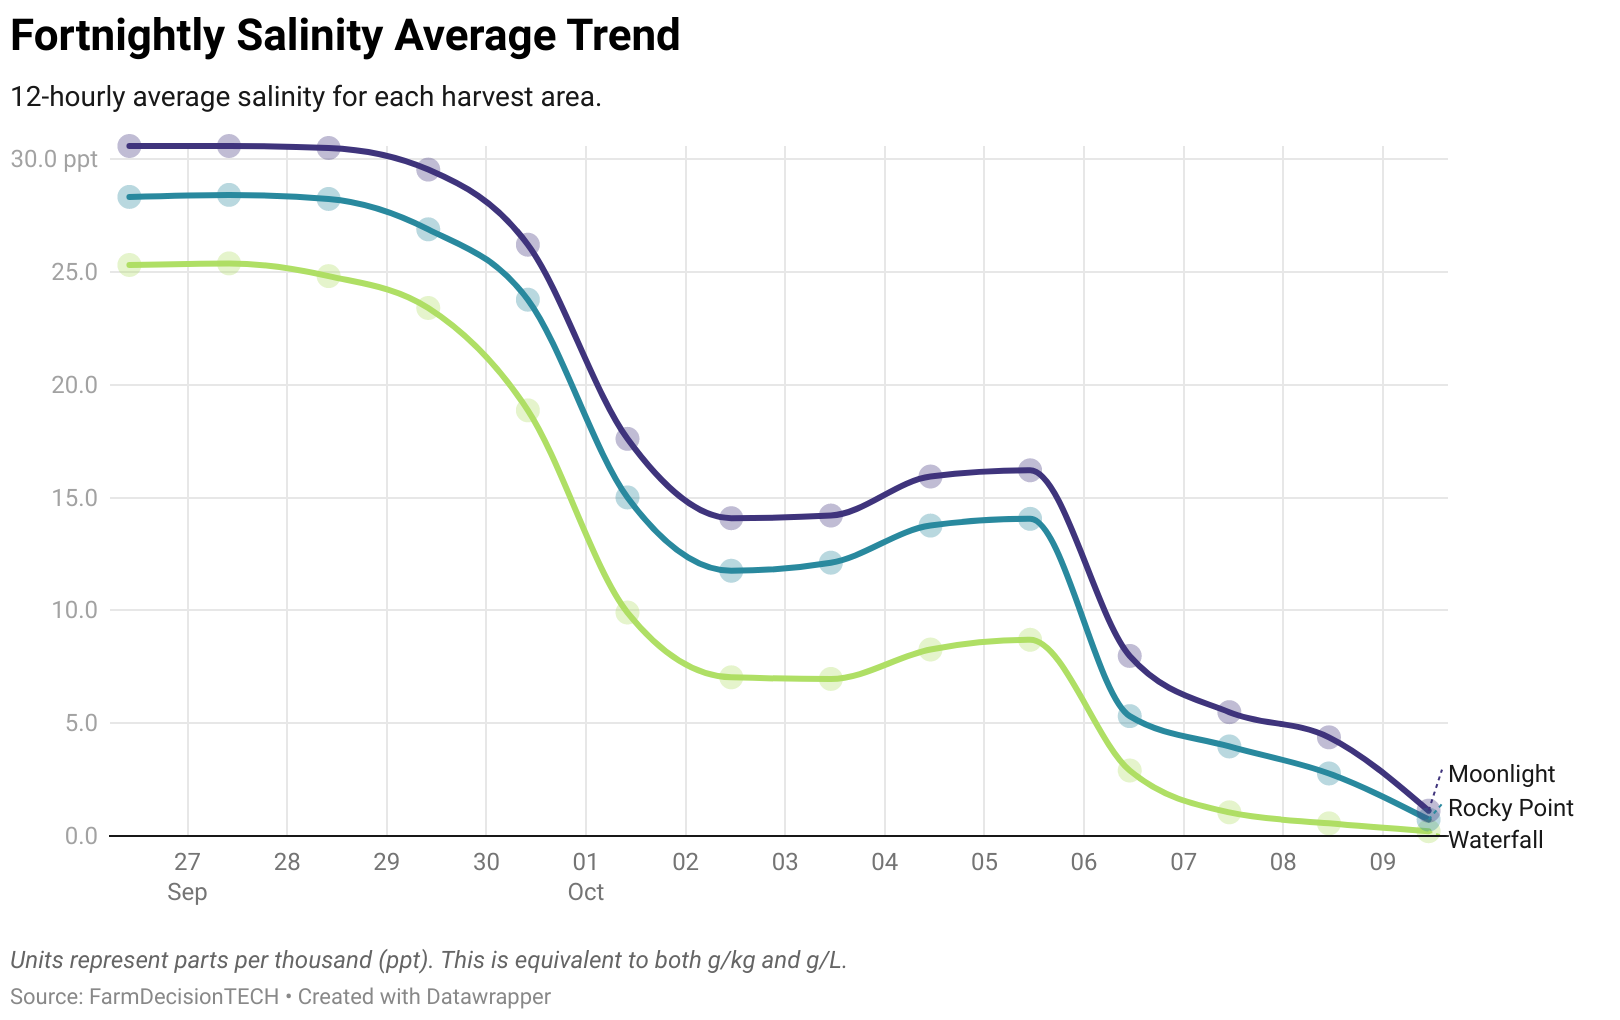 Fortnightly Salinity Average Trend
12-hourly average salinity for each harvest area.
30.0 ppt
25.0
20.0
15.0
10.0
5.0
0.0
Moonlight
Rocky Point
Waterfall
27 28 29 30 01 02 03 04 05 06 07 08 09
Sep Oct
Units represent parts per thousand (ppt). This is equivalent to both g/kg and g/L.
Source: FarmDecisionTECH • Created with Datawrapper